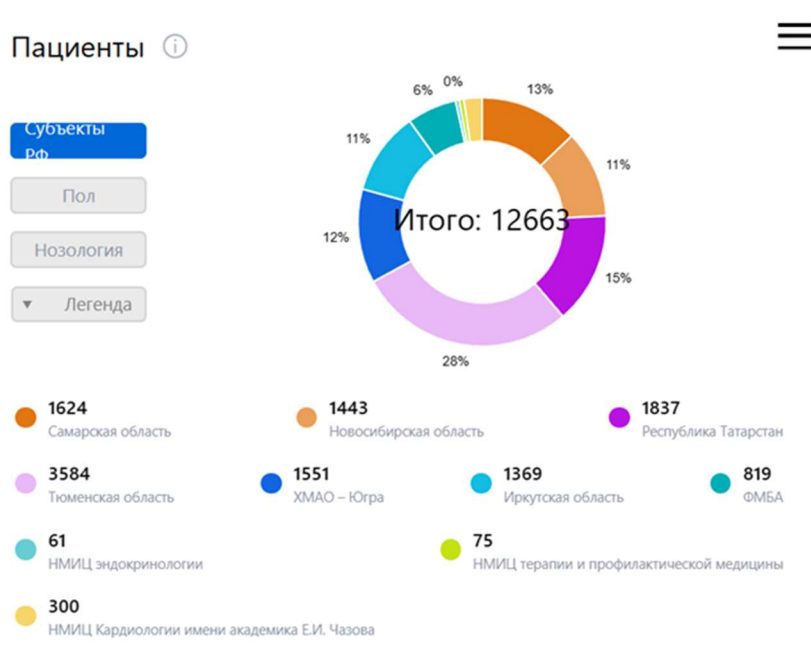 Пациенты
Субъекты
РФ
Пол
Нозология
Легенда
6%
0%
13%
11%
11%
12%
Итого: 12663
15%
28%
1624
Самарская область
1443
Новосибирская область
1837
Республика Татарстан
3584
Тюменская область
1551
ХМАО – Югра
1369
Иркутская область
819
ФМБА
61
НМИЦ эндокринологии
75
НМИЦ терапии и профилактической медицины
300
НМИЦ Кардиологии имени академика Е.И. Чазова